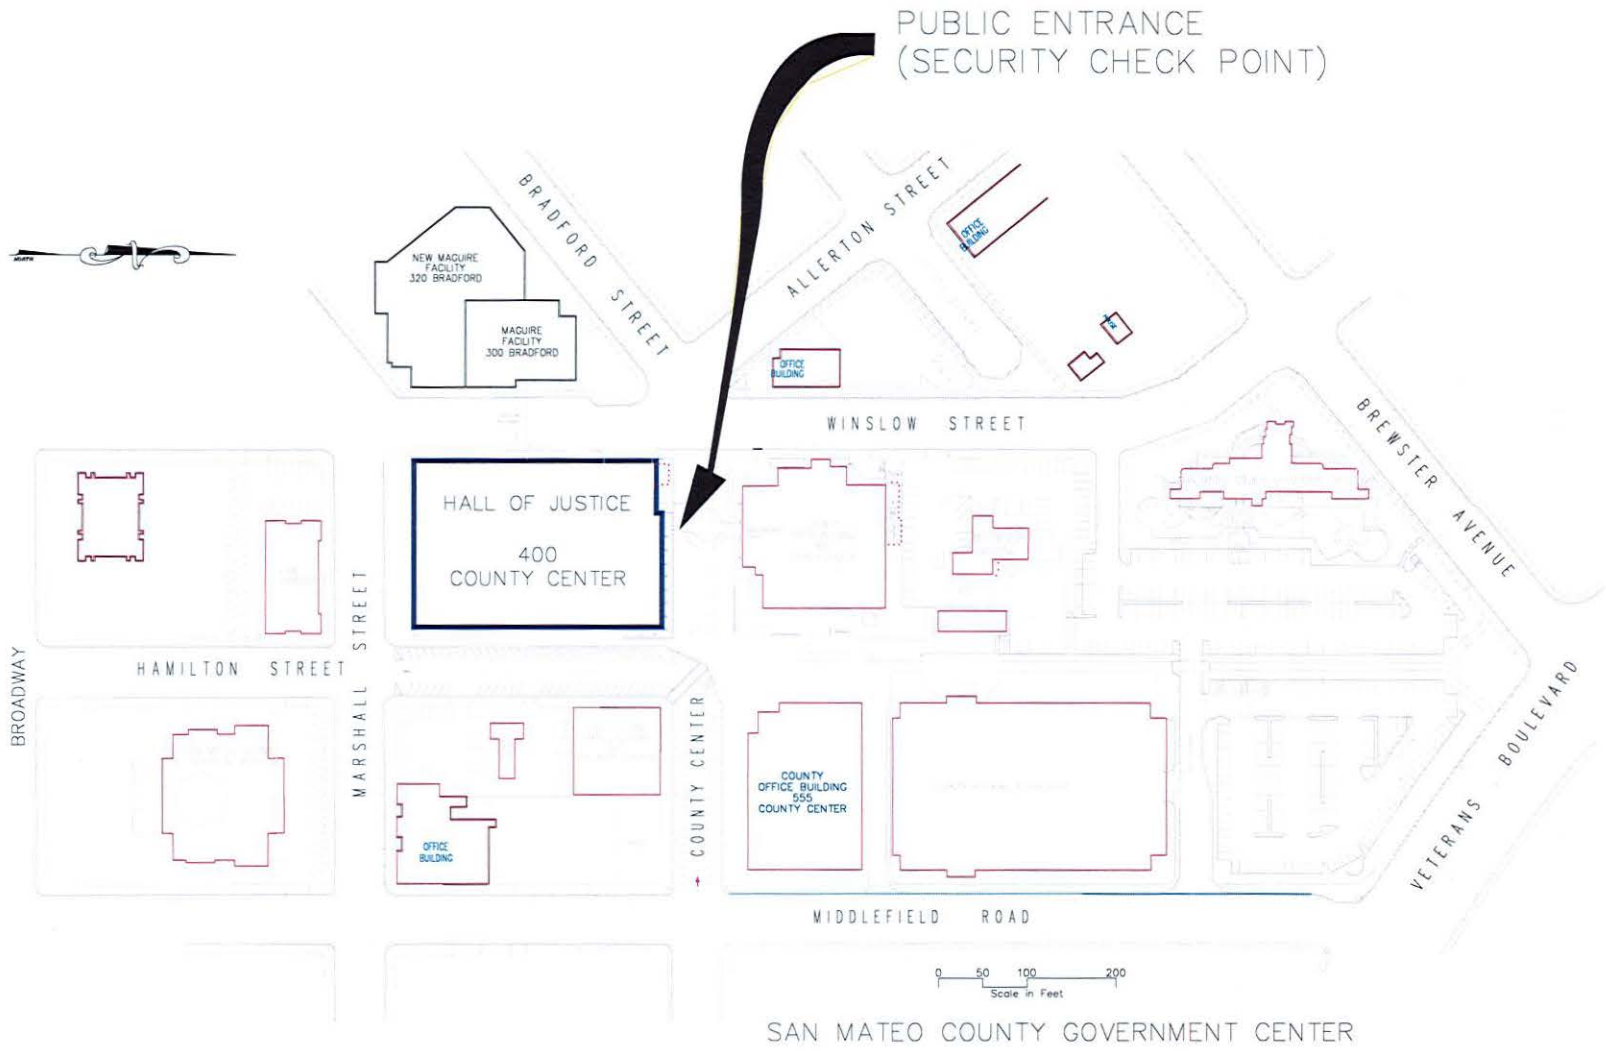 PUBLIC ENTRANCE
(SECURITY CHECK POINT)
BRADFORD STREET
ALLERTON STREET
OFFICE
BUILDING
NORTH
NEW MAGUIRE
FACILITY
320 BRADFORD
MAGUIRE
FACILITY
300 BRADFORD
OFFICE
BUILDING
WINSLOW STREET
BREWSTER AVENUE
HALL OF JUSTICE
400
COUNTY CENTER
BROADWAY
HAMILTON STREET
MARSHALL STREET
COUNTY CENTER
COUNTY
OFFICE BUILDING
555
COUNTY CENTER
OFFICE
BUILDING
VETERANS BOULEVARD
MIDDLEFIELD ROAD
0 50 100 200
Scale in Feet
SAN MATEO COUNTY GOVERNMENT CENTER